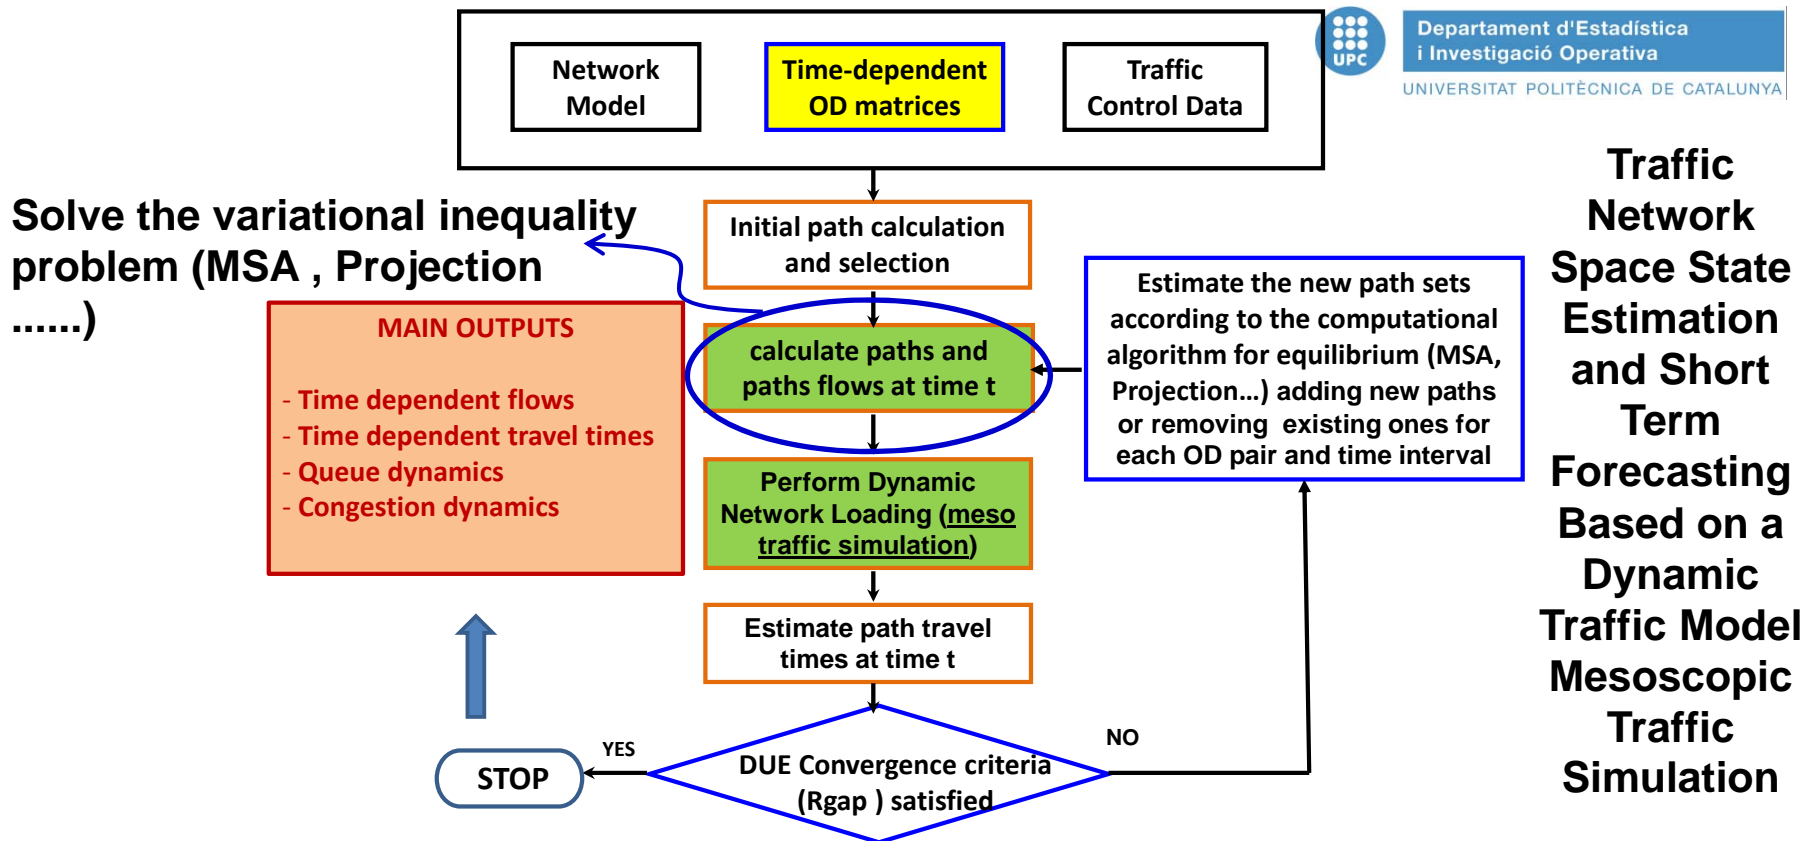 Network
Model
Time-dependent
OD matrices
Traffic
Control Data
UPC
Departament d'Estadística
i Investigació Operativa
UNIVERSITAT POLITÈCNICA DE CATALUNYA
Solve the variational inequality
problem (MSA , Projection
......)
Initial path calculation
and selection
MAIN OUTPUTS
- Time dependent flows
- Time dependent travel times
- Queue dynamics
- Congestion dynamics
calculate paths and
paths flows at time t
Estimate the new path sets
according to the computational
algorithm for equilibrium (MSA,
Projection...) adding new paths
or removing existing ones for
each OD pair and time interval
Perform Dynamic
Network Loading (meso
traffic simulation)
Estimate path travel
times at time t
DUE Convergence criteria
(Rgap ) satisfied
YES
NO
STOP
Traffic
Network
Space State
Estimation
and Short
Term
Forecasting
Based on a
Dynamic
Traffic Model
Mesoscopic
Traffic
Simulation